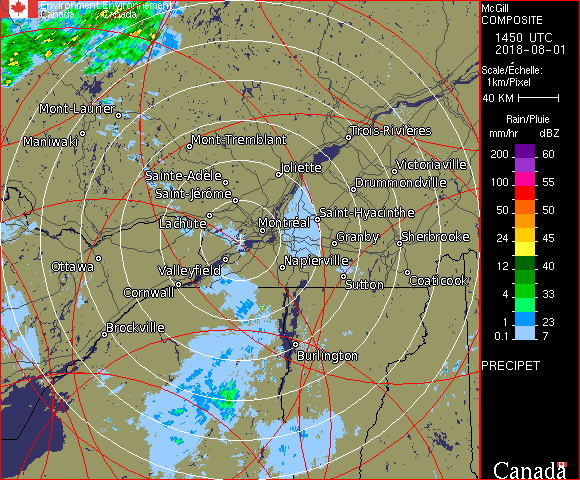 Environment Environnement
Canada Canada
McGill
COMPOSITE
1450 UTC
2018-08-01
Scale/Échelle:
1km/Pixel
40 KM
Rain/Pluie
mm/hr dBZ
200 60
100 55
50 50
24 45
12 40
4 33
1 23
0.1 7
PRECIPET
Mont-Laurier
Maniwaki
Mont-Tremblant
Trois-Rivières
Sainte-Adèle
Joliette
Victoriaville
Saint-Jérôme
Drummondville
Lachute
Montréal
Saint-Hyacinthe
Granby
Sherbrooke
Ottawa
Valleyfield
Napierville
Cornwall
Sutton
Coaticook
Brockville
Burlington
Canada